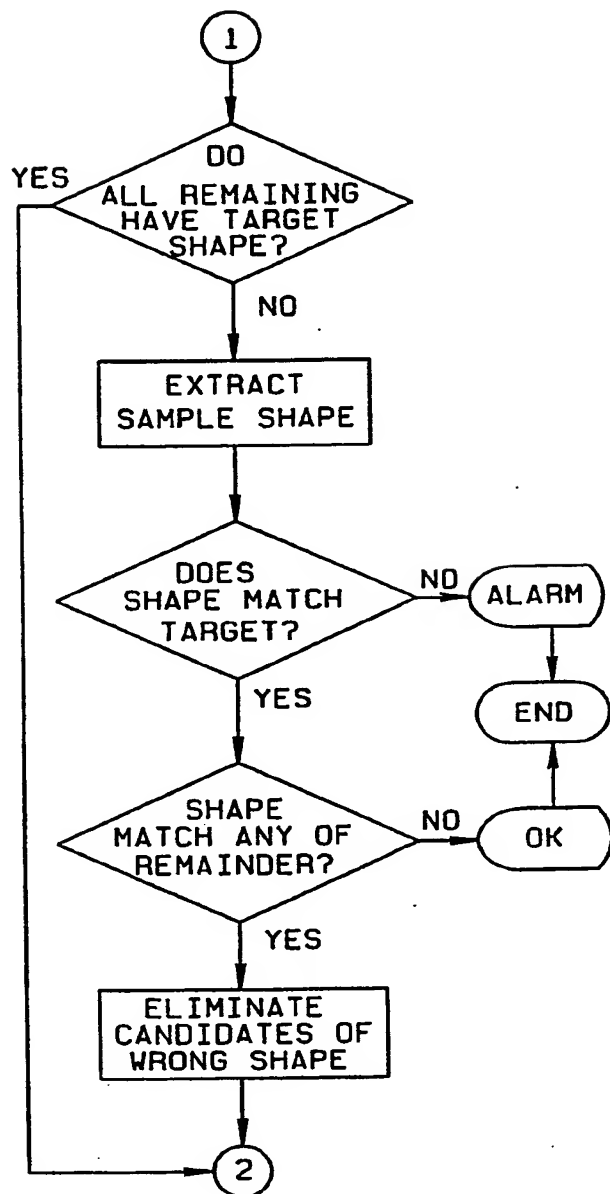 1
DO
ALL REMAINING
HAVE TARGET
SHAPE?
YES
NO
EXTRACT
SAMPLE SHAPE
DOES
SHAPE MATCH
TARGET?
NO
ALARM
YES
END
SHAPE
MATCH ANY OF
REMAINDER?
NO
OK
YES
ELIMINATE
CANDIDATES OF
WRONG SHAPE
2